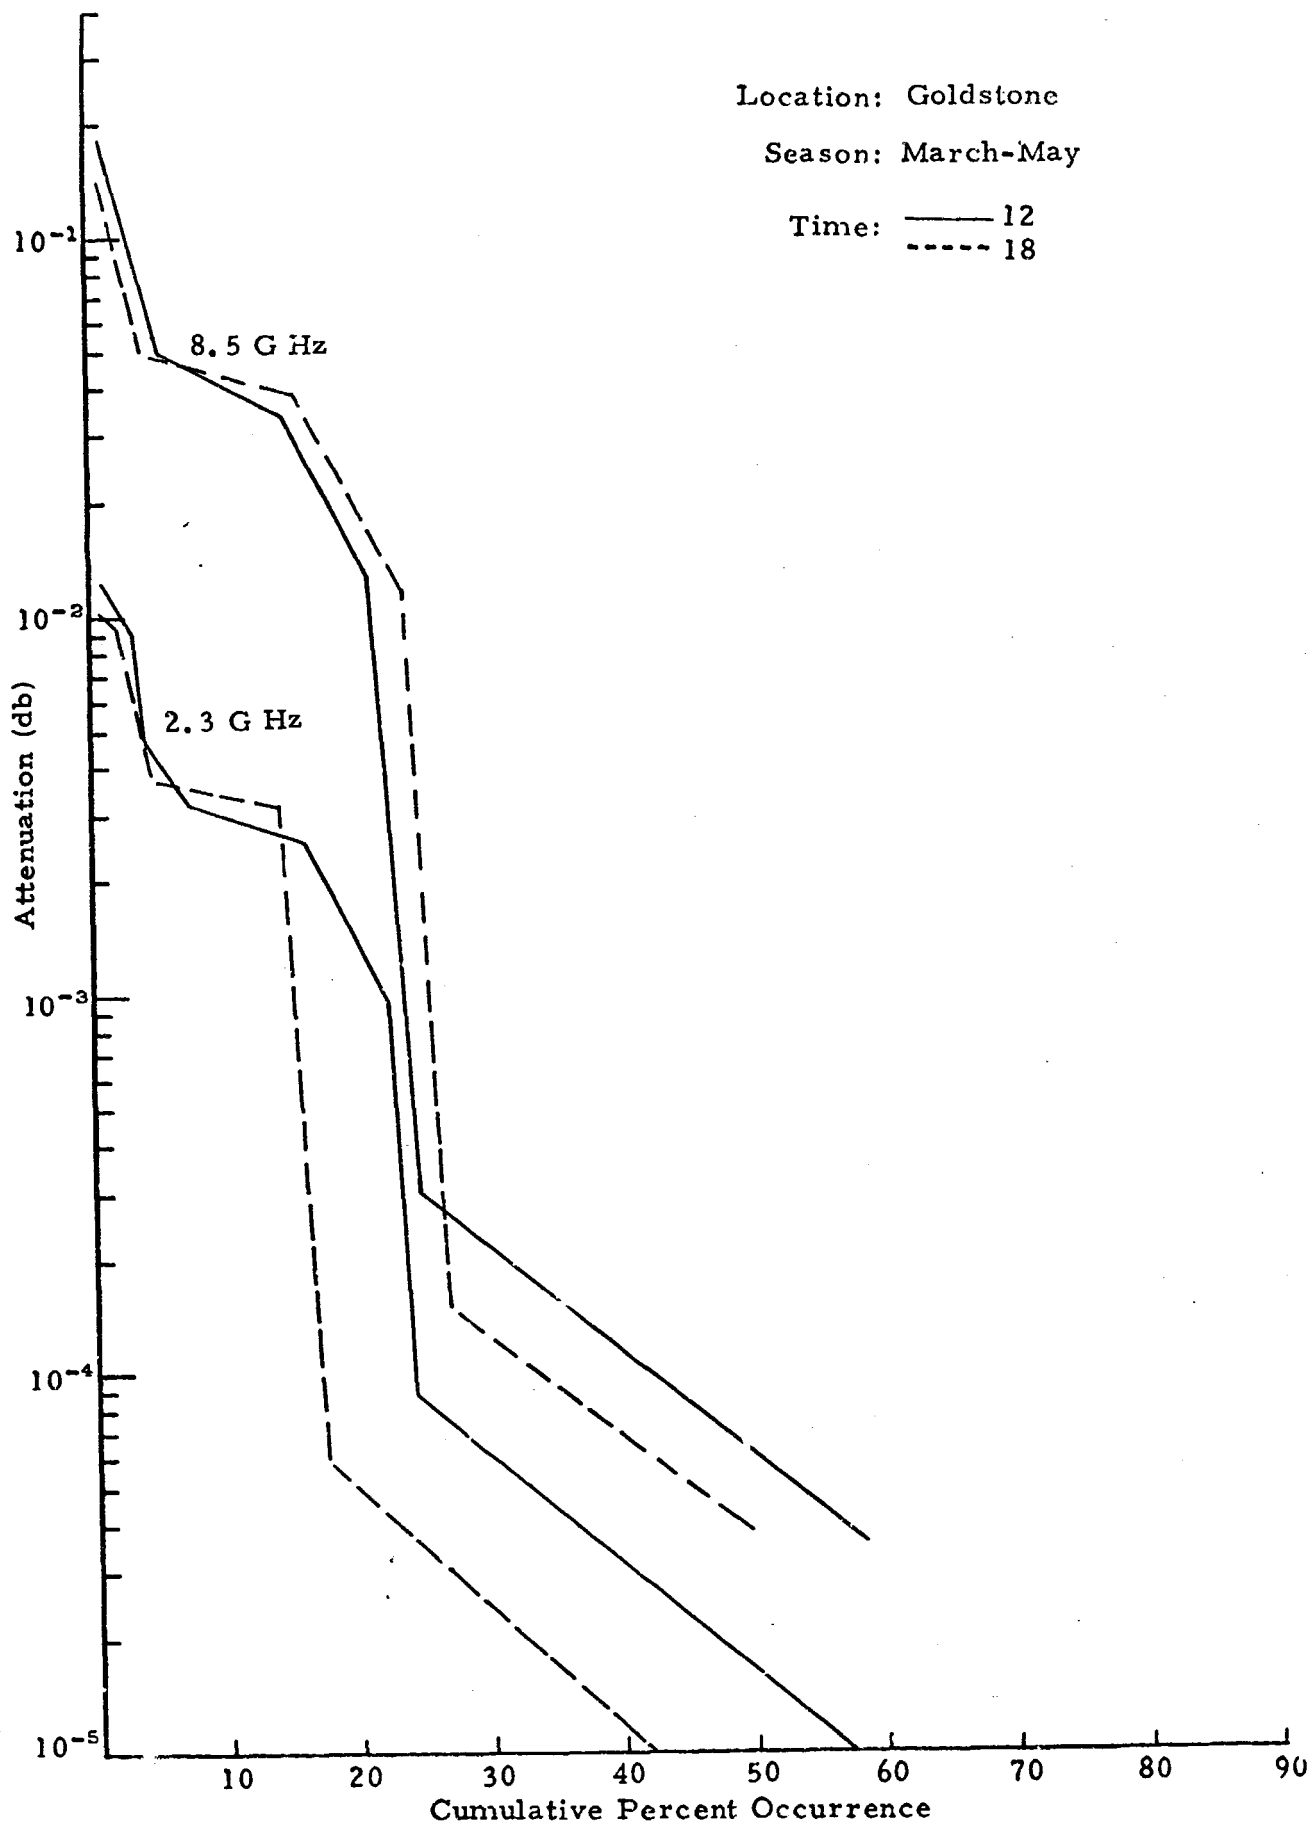 Location: Goldstone
Season: March-May
Time: 12
18
10⁻¹
8.5 G Hz
10⁻²
2.3 G Hz
Attenuation (db)
10⁻³
10⁻⁴
10⁻⁵
10 20 30 40 50 60 70 80 90
Cumulative Percent Occurrence